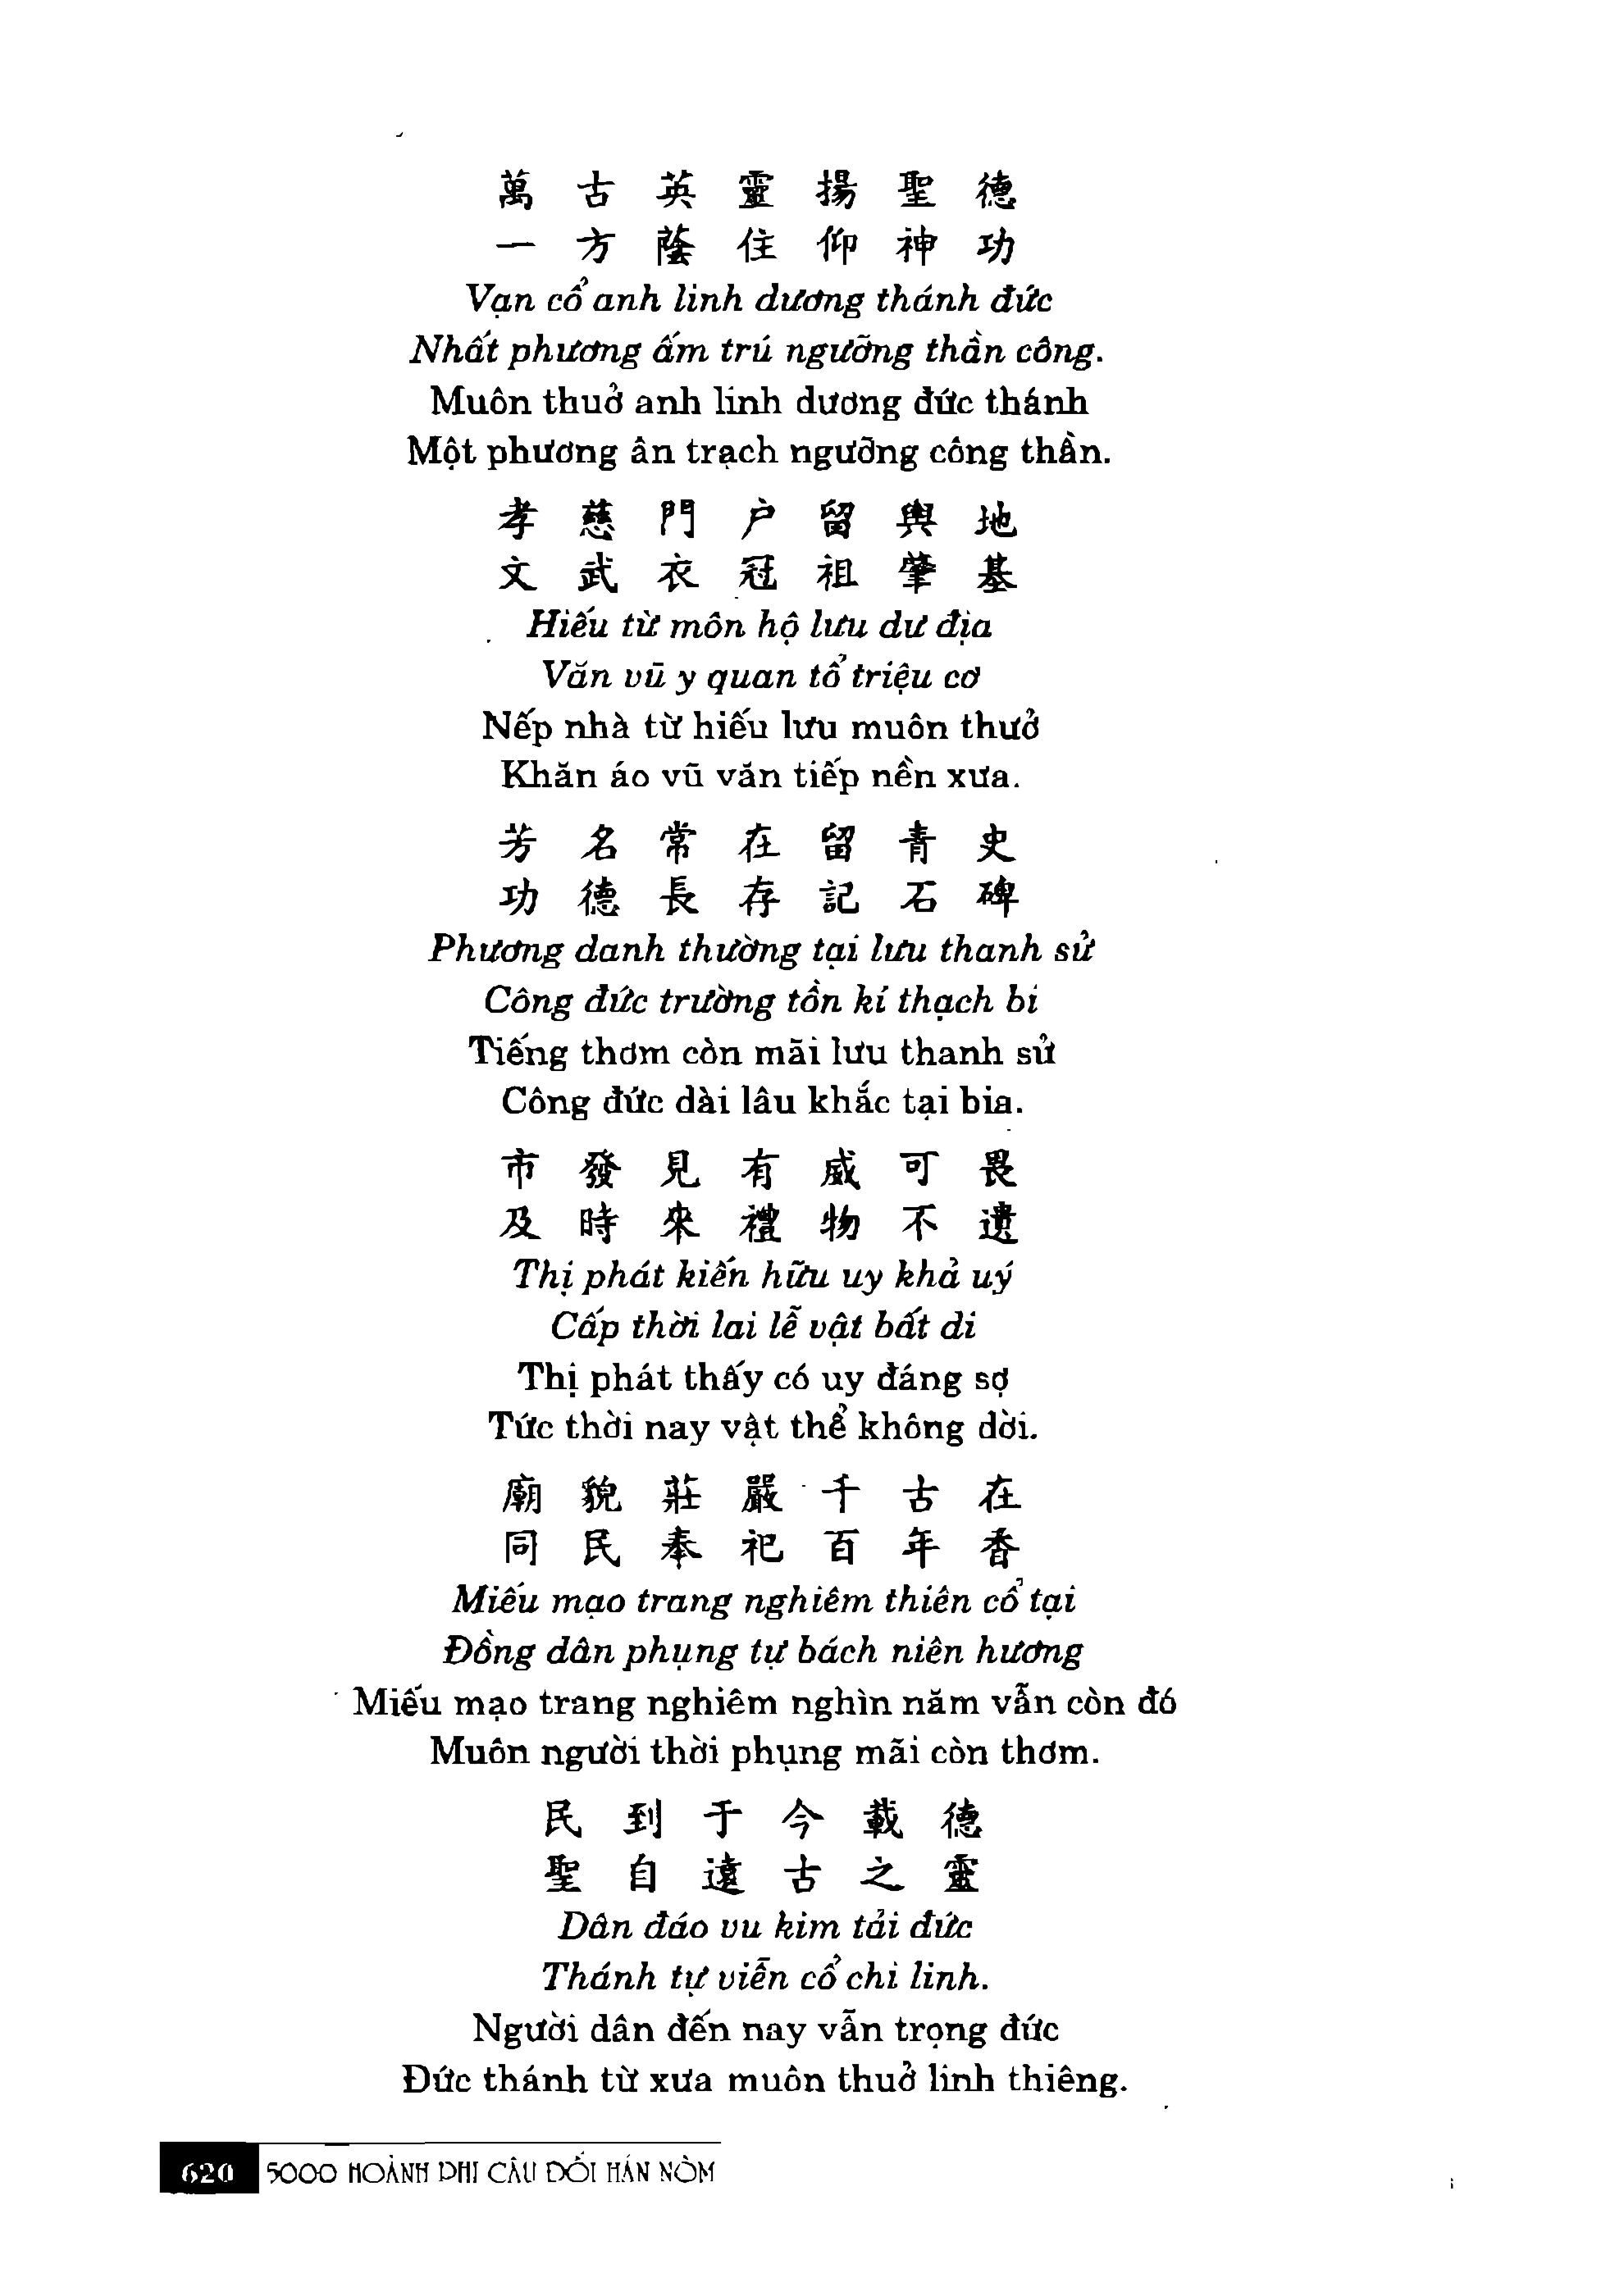 萬古英靈揚聖德
一方蔭住仰神功
Vạn cổ anh linh dương thánh đức
Nhất phương ấm trú ngưỡng thần công.
Muôn thuở anh linh dương đức thánh
Một phương ân trạch ngưỡng công thần.
孝慈門户留輿地
文武衣冠祖肇基
Hiếu từ môn hộ lưu dư địa
Văn vũ y quan tổ triệu cơ
Nếp nhà từ hiếu lưu muôn thưở
Khăn áo vũ văn tiếp nền xưa.
芳名常在留青史
功德長存記石碑
Phương danh thường tại lưu thanh sử
Công đức trường tồn kí thạch bi
Tiếng thơm còn mãi lưu thanh sử
Công đức dài lâu khắc tại bia.
市發見有威可畏
及時來禮物不遺
Thị phát kiến hữu uy khả uý
Cấp thời lai lễ vật bất di
Thị phát thấy có uy đáng sợ
Tức thời nay vật thể không dời.
廟貌莊嚴千古在
同民奉祀百年香
Miếu mạo trang nghiêm thiên cổ tại
Đồng dân phụng tự bách niên hương
Miếu mạo trang nghiêm nghìn năm vẫn còn đó
Muôn người thời phụng mãi còn thơm.
民到于今載德
聖自遠古之靈
Dân đáo vu kim tải đức
Thánh tự viễn cổ chi linh.
Người dân đến nay vẫn trọng đức
Đức thánh từ xưa muôn thuở linh thiêng.
620 5000 HOÀNH PHI CÂU ĐỐI HÁN NÔM